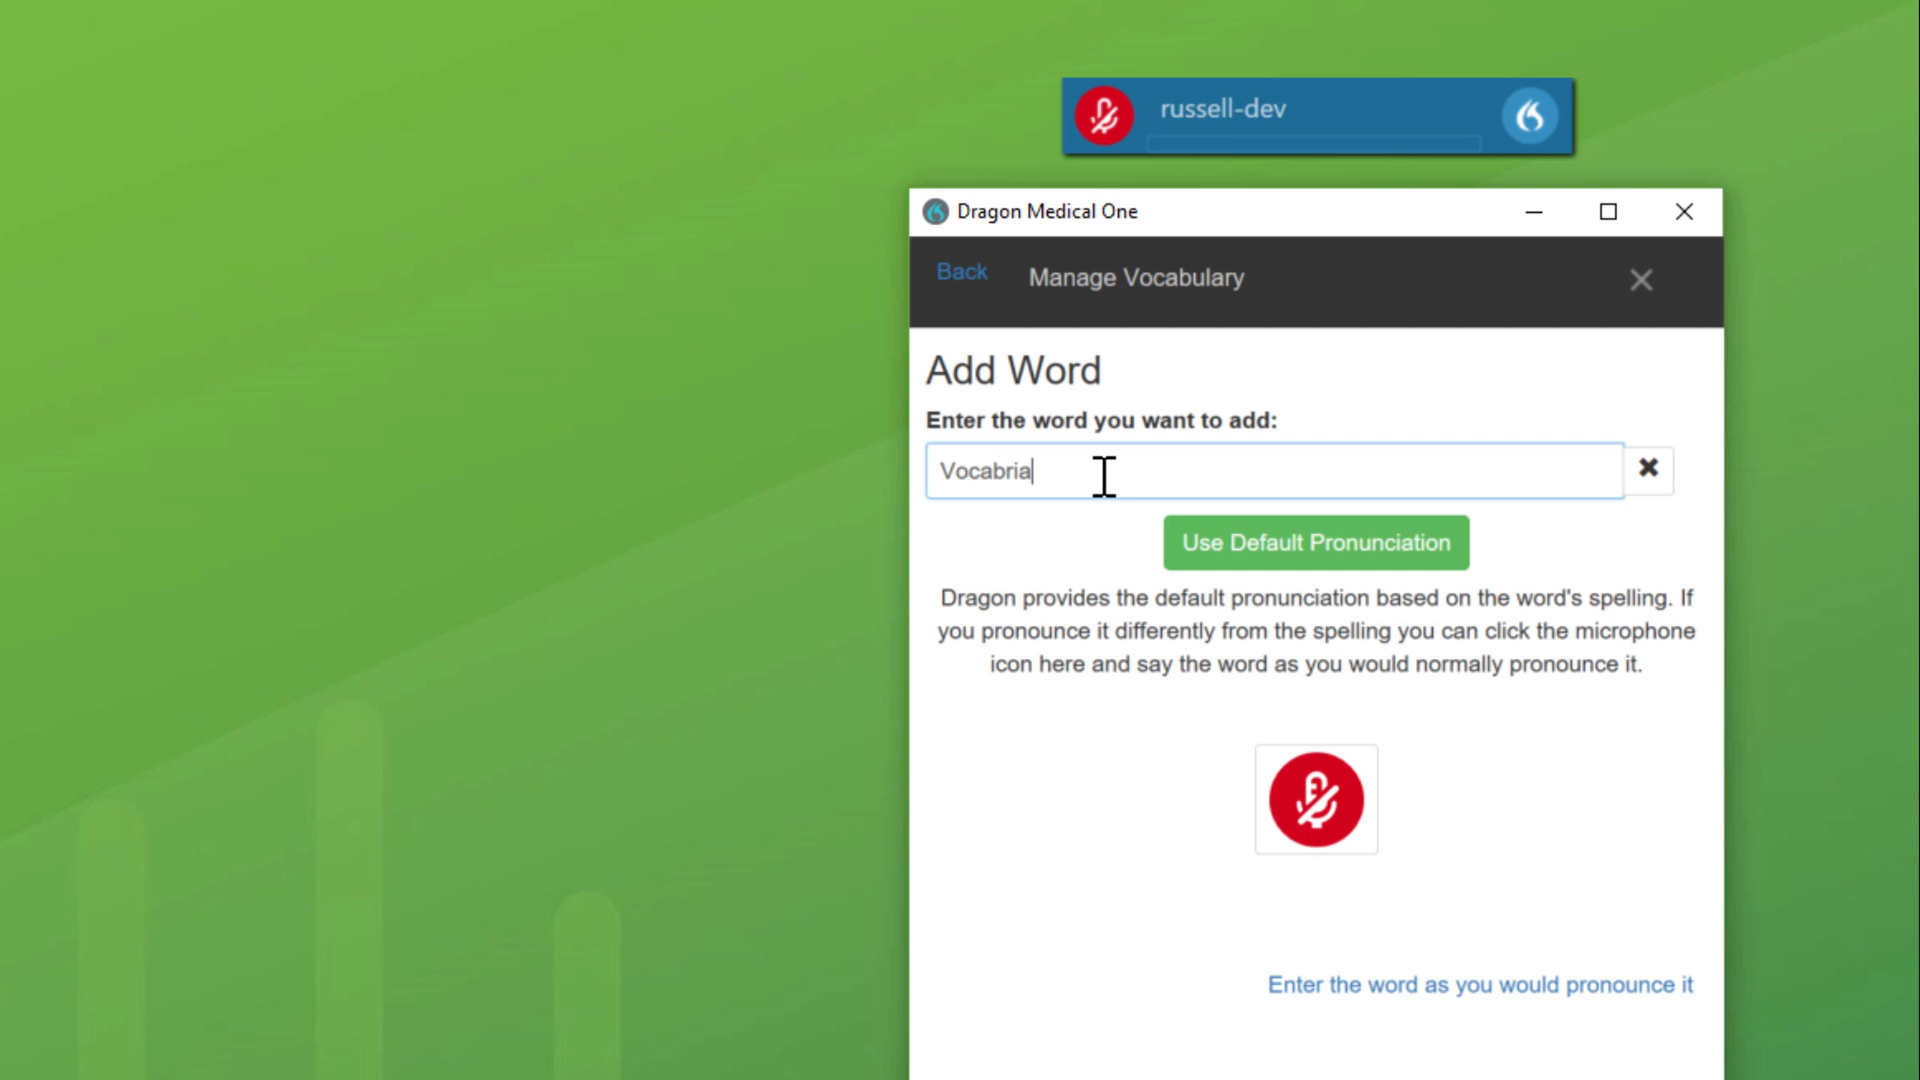 russell-dev
Dragon Medical One
Back Manage Vocabulary
Add Word
Enter the word you want to add:
Vocabria
Use Default Pronunciation
Dragon provides the default pronunciation based on the word's spelling. If
you pronounce it differently from the spelling you can click the microphone
icon here and say the word as you would normally pronounce it.
Enter the word as you would pronounce it